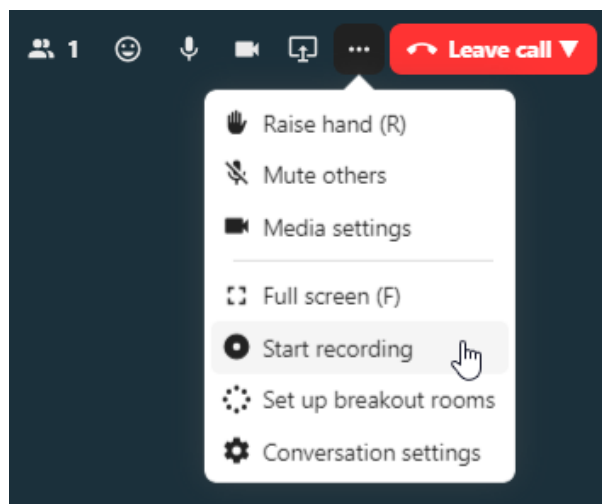 1
Leave call
Raise hand (R)
Mute others
Media settings
Full screen (F)
Start recording
Set up breakout rooms
Conversation settings